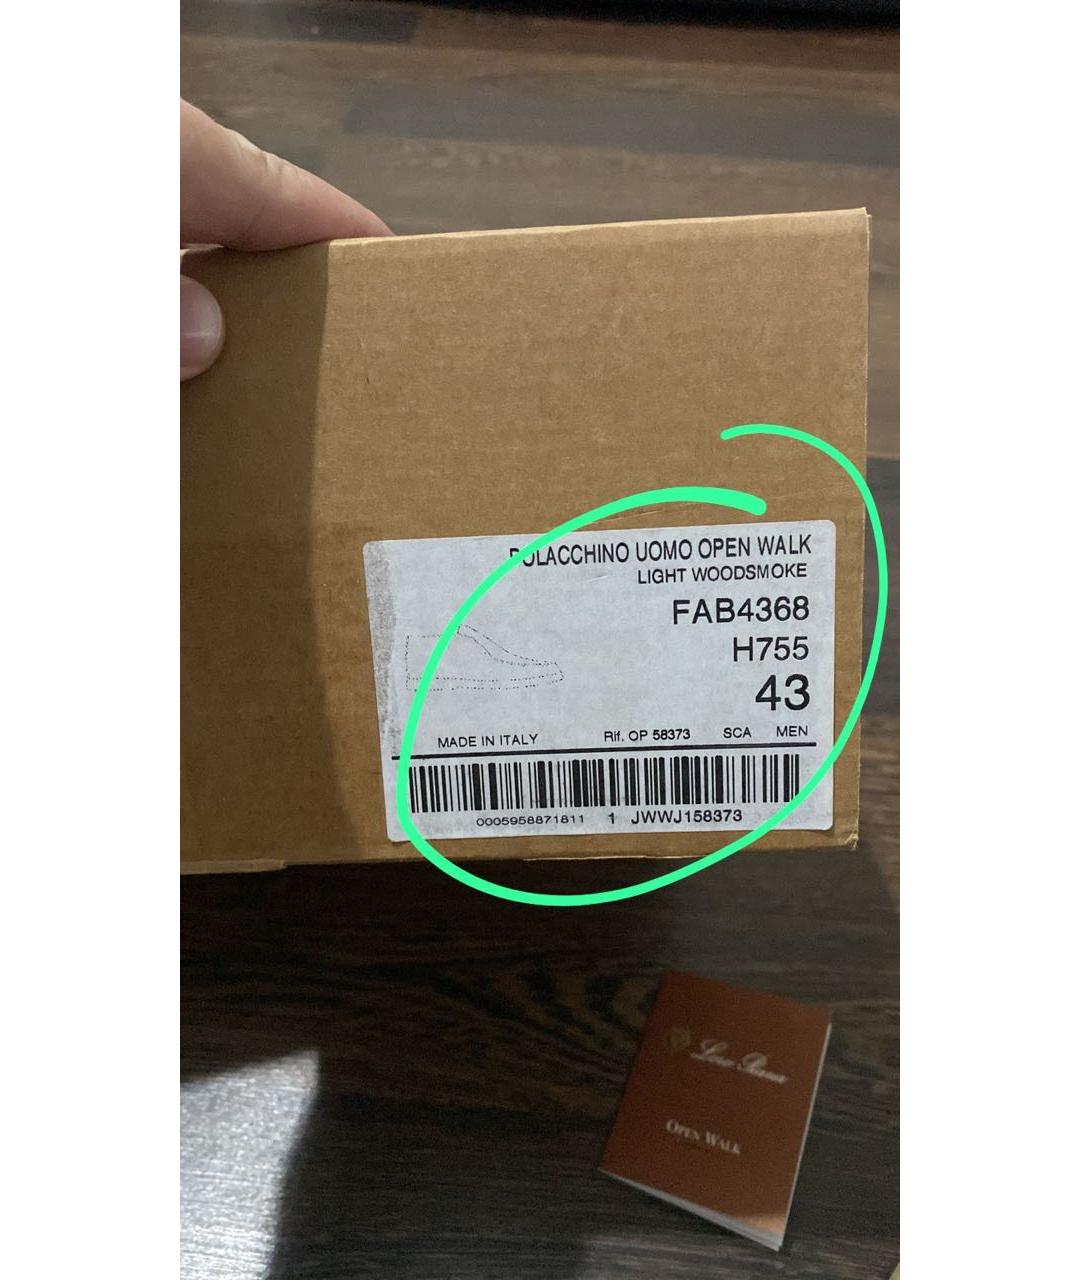 POLACCHINO UOMO OPEN WALK
LIGHT WOODSMOKE
FAB4368
H755
43
MADE IN ITALY Rif. OP 58373 SCA MEN
0005958871811 1 JWWJ158373
Loro Piana
OPEN WALK